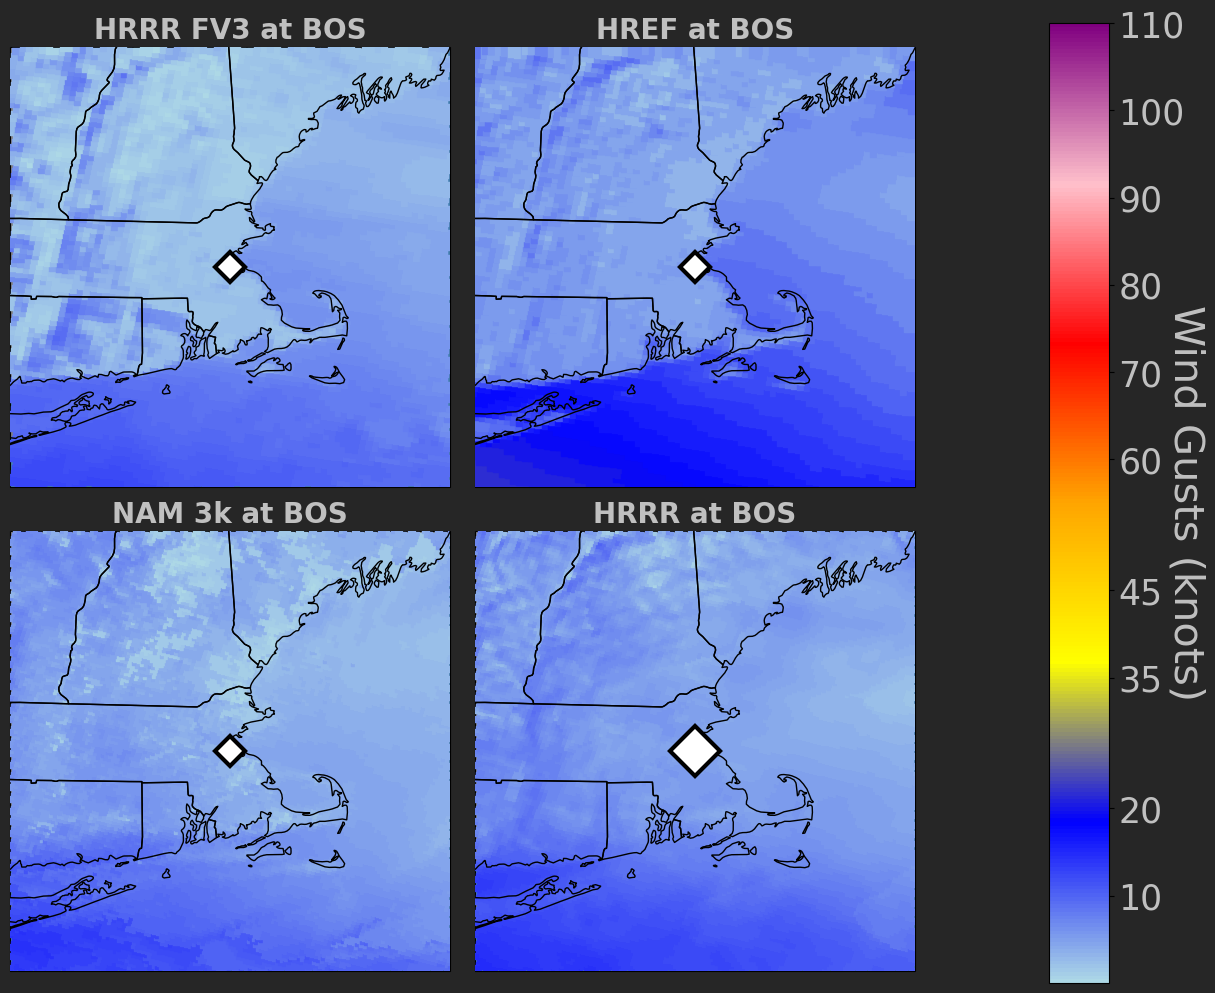 HRRR FV3 at BOS
HREF at BOS
NAM 3k at BOS
HRRR at BOS
110
100
90
80
70
60
45
35
20
10
Wind Gusts (knots)